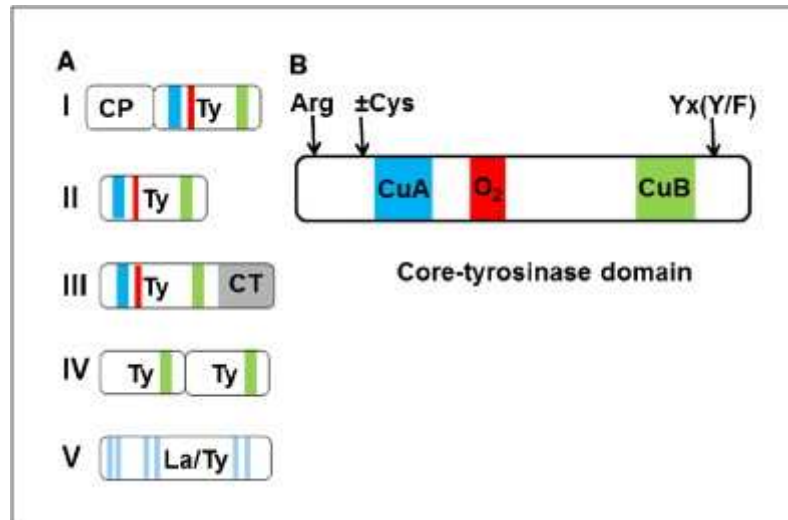 A
I CP Ty
II Ty
III Ty CT
IV Ty Ty
V La/Ty
B
Arg ±Cys Yx(Y/F)
CuA O₂ CuB
Core-tyrosinase domain